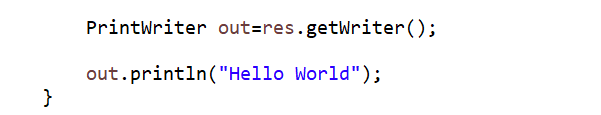 PrintWriter out=res.getWriter();
out.println("Hello World");
}